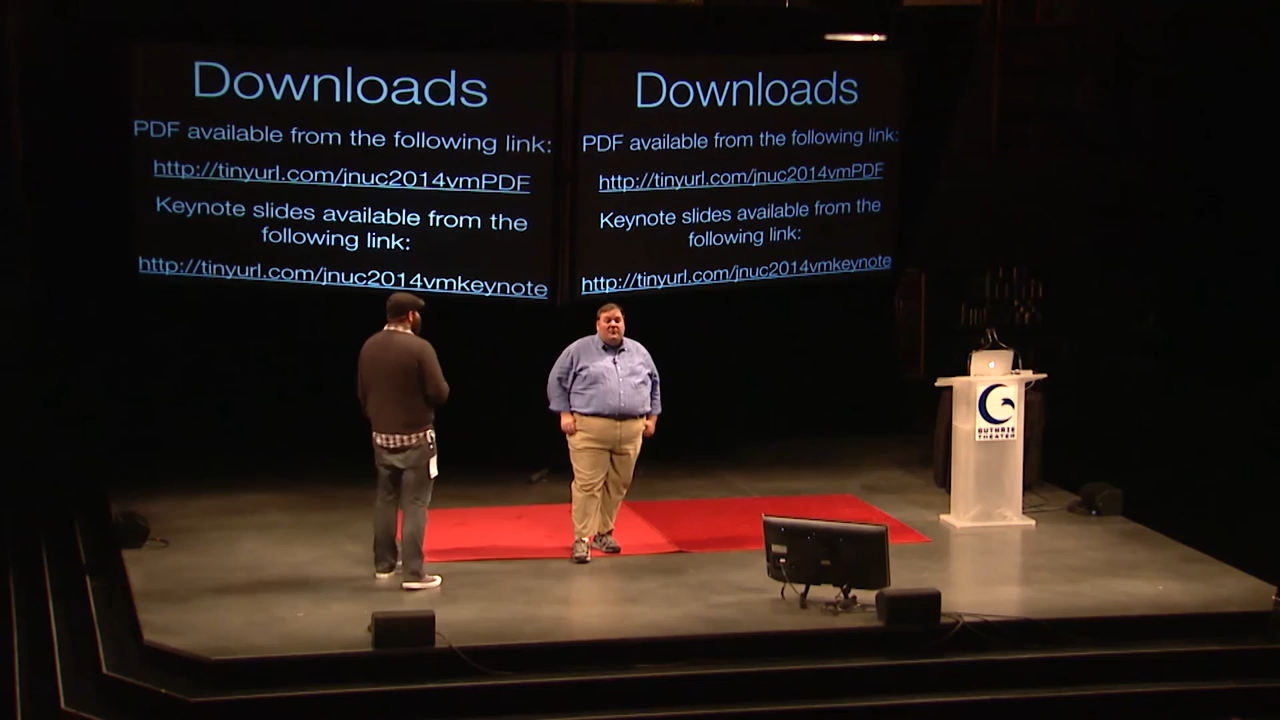 Downloads
PDF available from the following link:
http://tinyurl.com/jnuc2014vmPDF
Keynote slides available from the
following link:
http://tinyurl.com/jnuc2014vmkeynote
Downloads
PDF available from the following link:
http://tinyurl.com/jnuc2014vmPDF
Keynote slides available from the
following link:
http://tinyurl.com/jnuc2014vmkeynote
GUTHRIE
THEATER